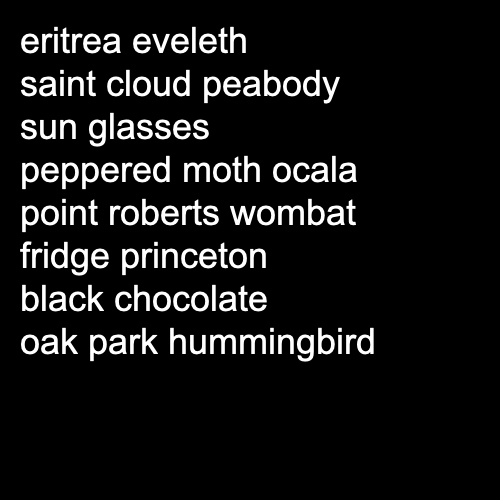 eritrea eveleth
saint cloud peabody
sun glasses
peppered moth ocala
point roberts wombat
fridge princeton
black chocolate
oak park hummingbird